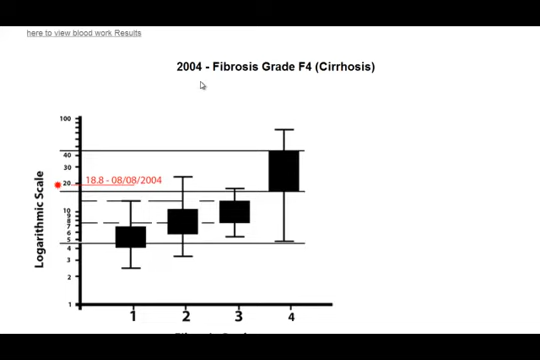 here to view blood work Results
2004 - Fibrosis Grade F4 (Cirrhosis)
100
40
30
20
18.8 - 08/08/2004
10
9
8
7
6
5
4
3
2
1
Logarithmic Scale
1 2 3 4